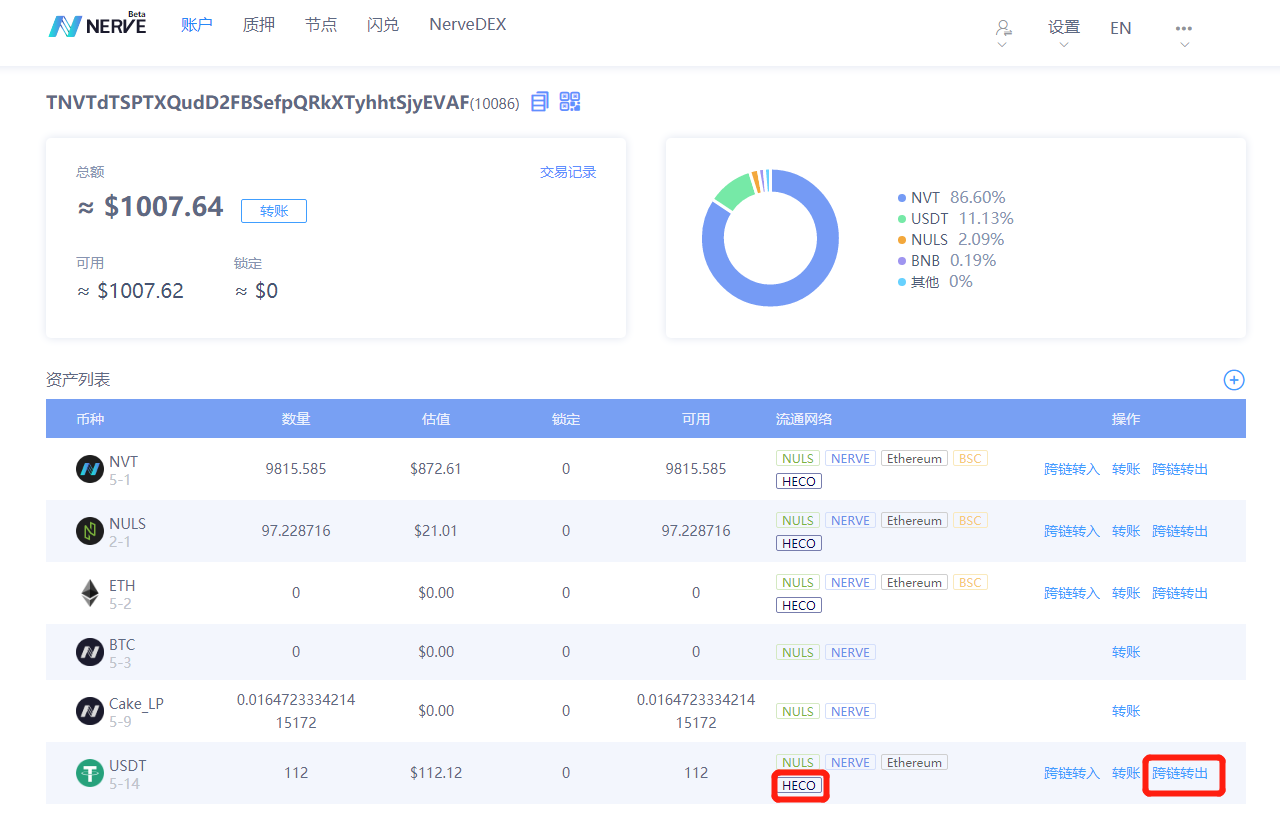 NERVE Beta 账户 质押 节点 闪兑 NerveDEX 设置 EN
TNVTdTSPTXQudD2FBSefpQRkXTyhhtSjyEVAF(10086)
总额 交易记录
≈ $1007.64 转账
可用 锁定
≈ $1007.62 ≈ $0
NVT 86.60%
USDT 11.13%
NULS 2.09%
BNB 0.19%
其他 0%
资产列表
币种 数量 估值 锁定 可用 流通网络 操作
NVT 5-1 9815.585 $872.61 0 9815.585 NULS NERVE Ethereum BSC HECO 跨链转入 转账 跨链转出
NULS 2-1 97.228716 $21.01 0 97.228716 NULS NERVE Ethereum BSC HECO 跨链转入 转账 跨链转出
ETH 5-2 0 $0.00 0 0 NULS NERVE Ethereum BSC HECO 跨链转入 转账 跨链转出
BTC 5-3 0 $0.00 0 0 NULS NERVE 转账
Cake_LP 5-9 0.016472333421415172 $0.00 0 0.016472333421415172 NULS NERVE 转账
USDT 5-14 112 $112.12 0 112 NULS NERVE Ethereum HECO 跨链转入 转账 跨链转出